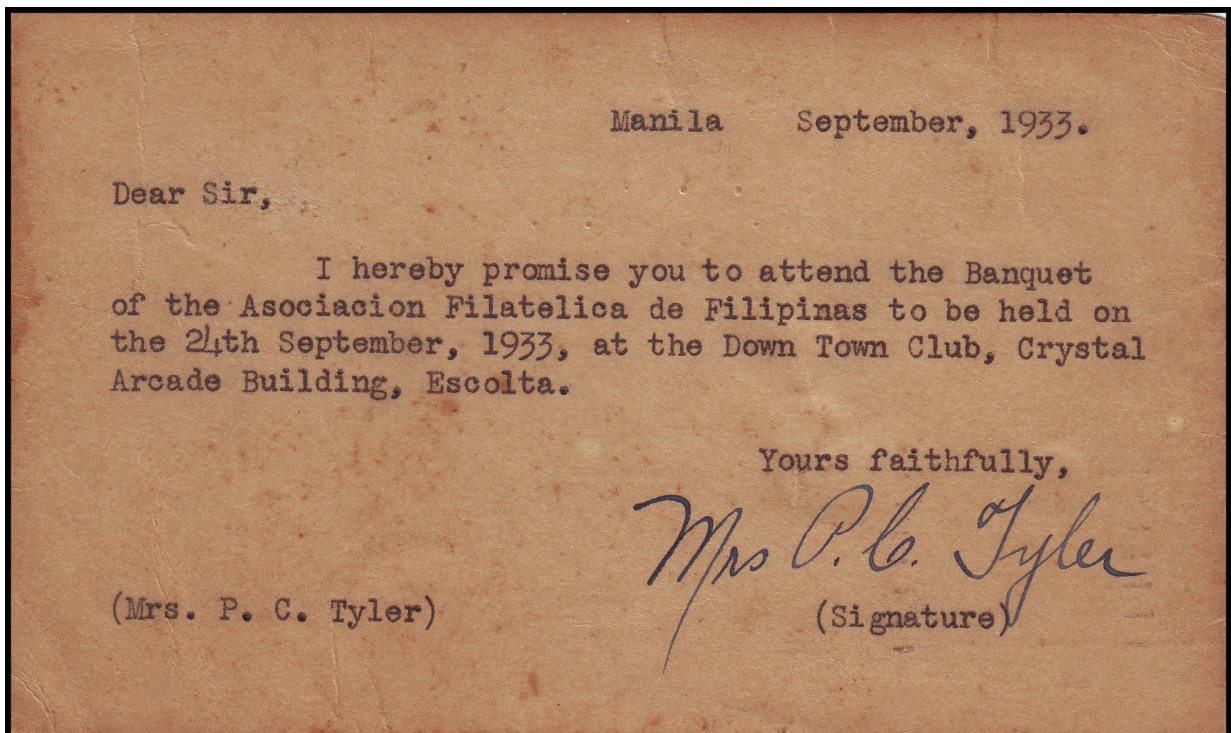 Manila September, 1933.
Dear Sir,
I hereby promise you to attend the Banquet
of the Asociacion Filatelica de Filipinas to be held on
the 24th September, 1933, at the Down Town Club, Crystal
Arcade Building, Escolta.
Yours faithfully,
Mrs P. C. Tyler
(Mrs. P. C. Tyler) (Signature)